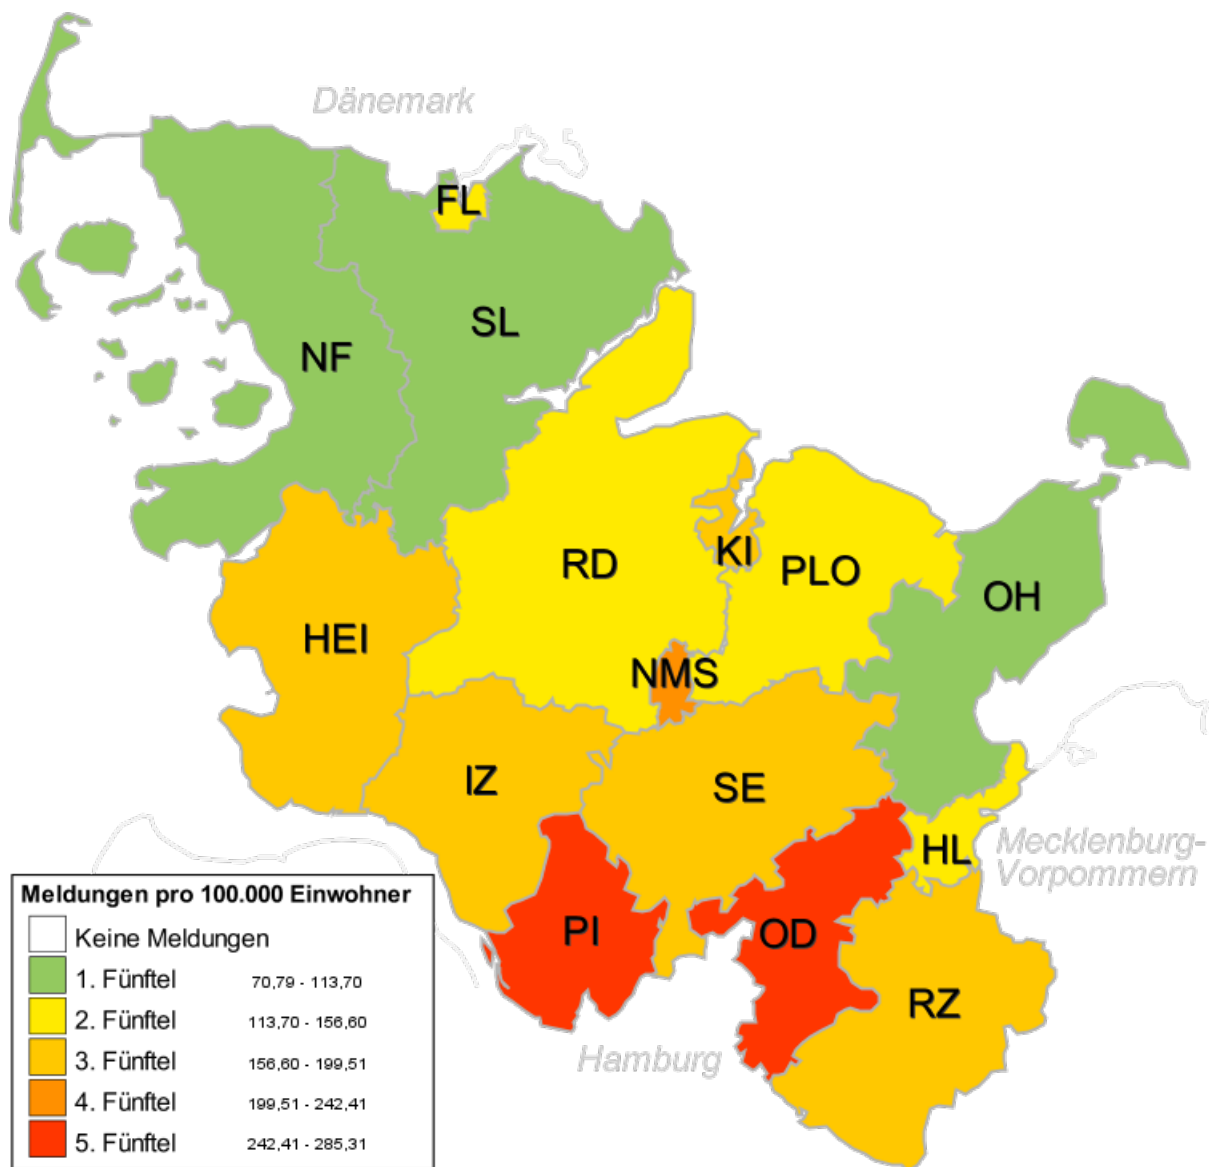 Dänemark
FL
SL
NF
RD
KI
PLO
OH
HEI
NMS
IZ
SE
HL
Mecklenburg-
Vorpommern
PI
OD
RZ
Hamburg
Meldungen pro 100.000 Einwohner
Keine Meldungen
1. Fünftel 70,79 - 113,70
2. Fünftel 113,70 - 156,60
3. Fünftel 156,60 - 199,51
4. Fünftel 199,51 - 242,41
5. Fünftel 242,41 - 285,31